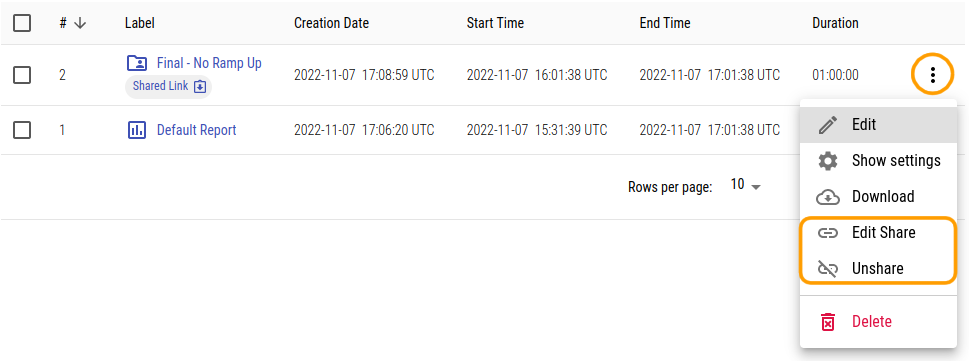 # Label Creation Date Start Time End Time Duration
2 Final - No Ramp Up 2022-11-07 17:08:59 UTC 2022-11-07 16:01:38 UTC 2022-11-07 17:01:38 UTC 01:00:00
Shared Link
1 Default Report 2022-11-07 17:06:20 UTC 2022-11-07 15:31:39 UTC 2022-11-07 17:01:38 UTC
Rows per page: 10
Edit
Show settings
Download
Edit Share
Unshare
Delete